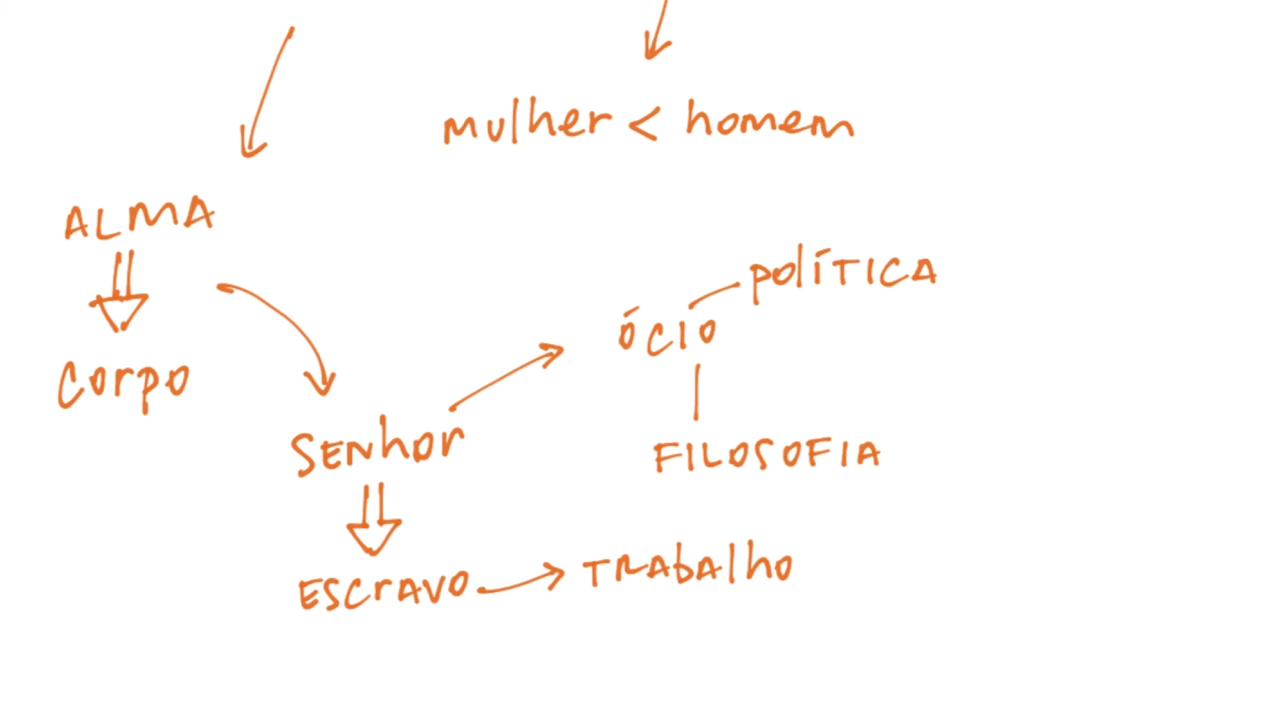 mulher < homem
ALMA
Corpo
políTICA
ÓCIO
SENhor
FILOSOFIA
ESCrAVO
TRAbAlho